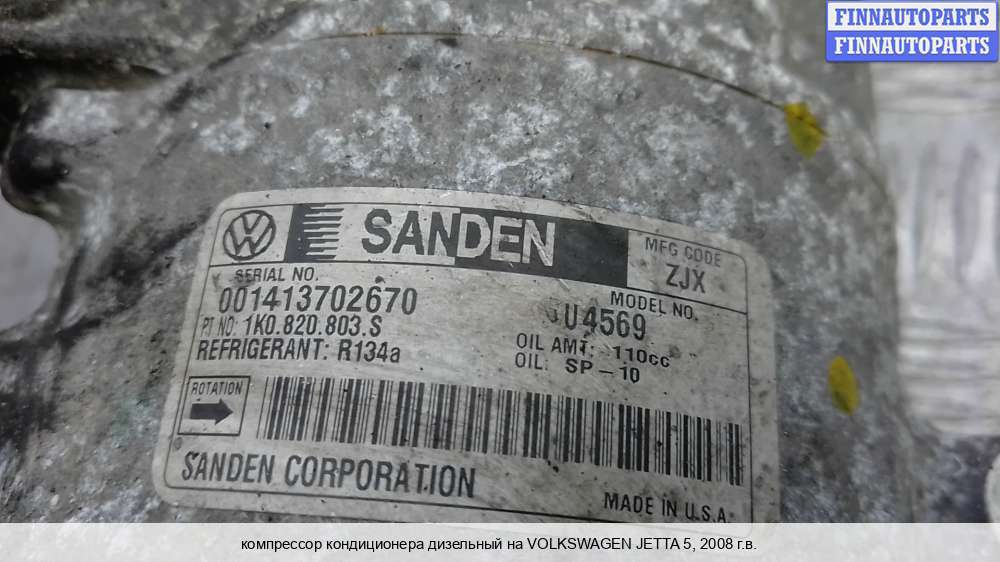 FINNAUTOPARTS
FINNAUTOPARTS
SANDEN
MFG CODE
ZJX
SERIAL NO.
001413702670
MODEL NO.
U4569
PT NO: 1K0.820.803.S
OIL AMT: 110cc
REFRIGERANT: R134a
OIL: SP-10
ROTATION
SANDEN CORPORATION
MADE IN U.S.A.
компрессор кондиционера дизельный на VOLKSWAGEN JETTA 5, 2008 г.в.